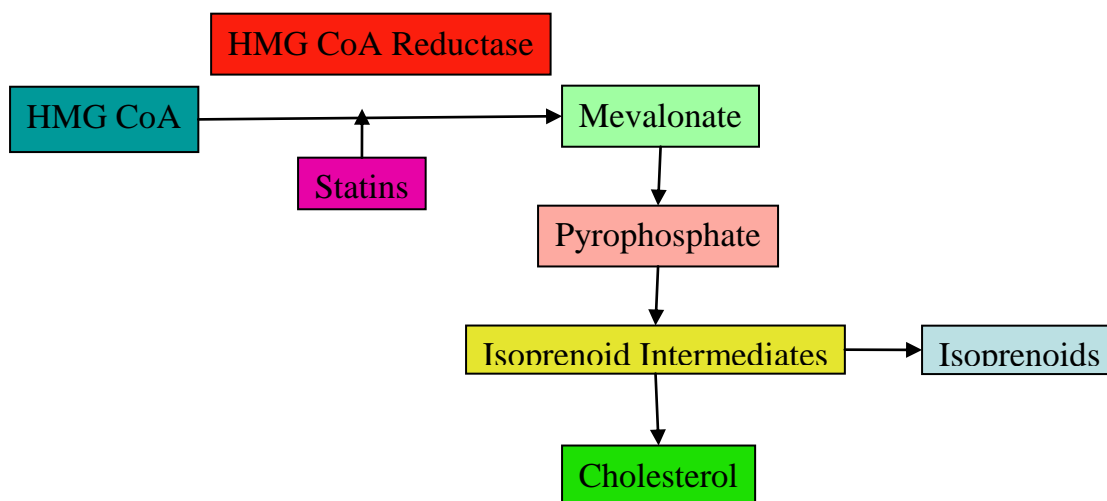 HMG CoA Reductase
HMG CoA
Mevalonate
Statins
Pyrophosphate
Isoprenoid Intermediates
Isoprenoids
Cholesterol